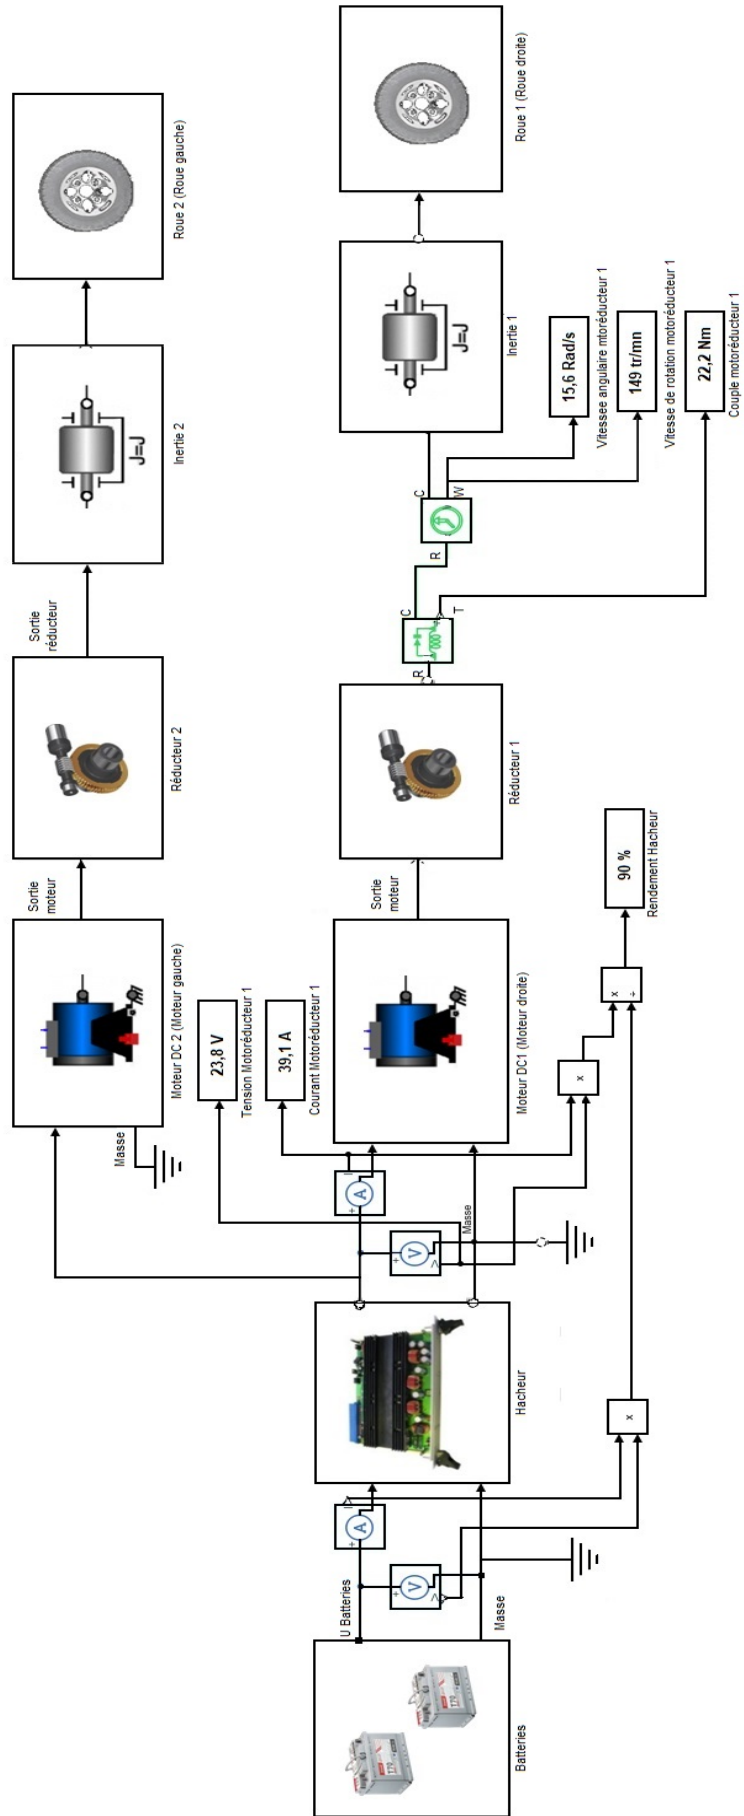 Roue 2 (Roue gauche)
Inertie 2
J=J
Sortie
réducteur
Réducteur 2
Sortie
moteur
Moteur DC 2 (Moteur gauche)
Masse
Roue 1 (Roue droite)
Inertie 1
J=J
15,6 Rad/s
Vitessee angulaire mtoréducteur 1
149 tr/mn
Vitesse de rotation motoréducteur 1
22,2 Nm
Couple motoréducteur 1
C
W
R
C
T
R
Réducteur 1
Sortie
moteur
Moteur DC1 (Moteur droite)
23,8 V
Tension Motoréducteur 1
39,1 A
Courant Motoréducteur 1
90 %
Rendement Hacheur
x
÷
x
x
+
A
I
+
V
Masse
Hacheur
+
A
I
+
V
U Batteries
Masse
Batteries